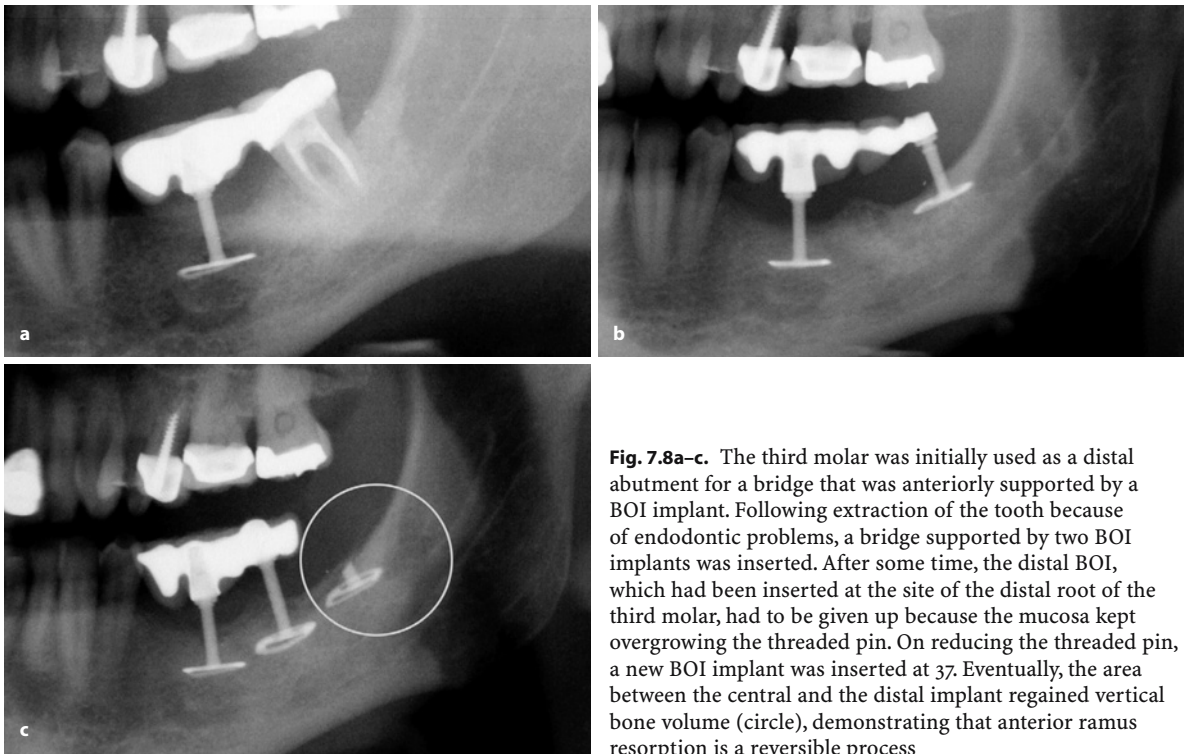 a
b
c
Fig. 7.8a–c. The third molar was initially used as a distal
abutment for a bridge that was anteriorly supported by a
BOI implant. Following extraction of the tooth because
of endodontic problems, a bridge supported by two BOI
implants was inserted. After some time, the distal BOI,
which had been inserted at the site of the distal root of the
third molar, had to be given up because the mucosa kept
overgrowing the threaded pin. On reducing the threaded pin,
a new BOI implant was inserted at 37. Eventually, the area
between the central and the distal implant regained vertical
bone volume (circle), demonstrating that anterior ramus
resorption is a reversible process